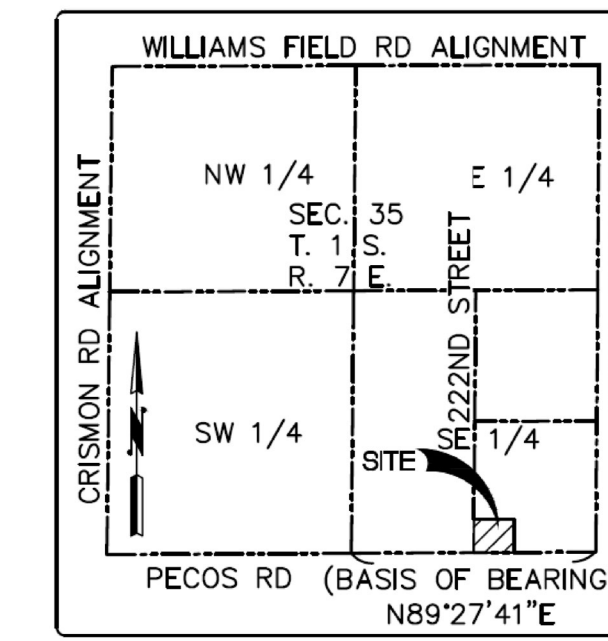 WILLIAMS FIELD RD ALIGNMENT
NW 1/4
E 1/4
SEC. 35
T. 1 S.
R. 7 E.
CRISMON RD ALIGNMENT
222ND STREET
N
SW 1/4
SE 1/4
SITE
PECOS RD (BASIS OF BEARING
N89°27'41"E